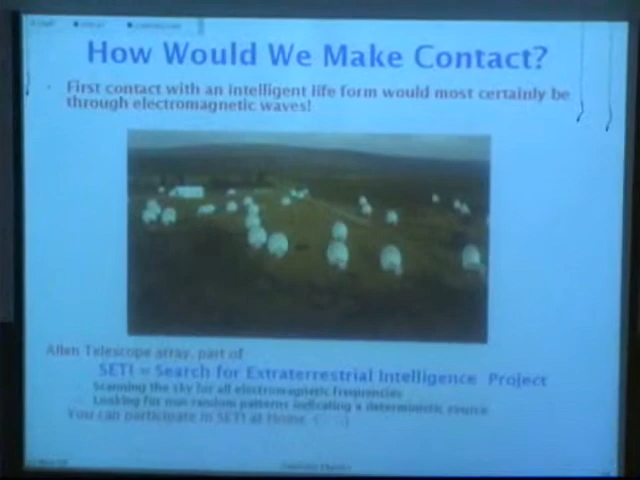 How Would We Make Contact?
First contact with an intelligent life form would most certainly be
through electromagnetic waves!
Allen Telescope array, part of
SETI = Search for Extraterrestrial Intelligence Project
Scanning the sky for all electromagnetic frequencies
Looking for non random patterns indicating a deterministic source
You can participate in SETI at Home.